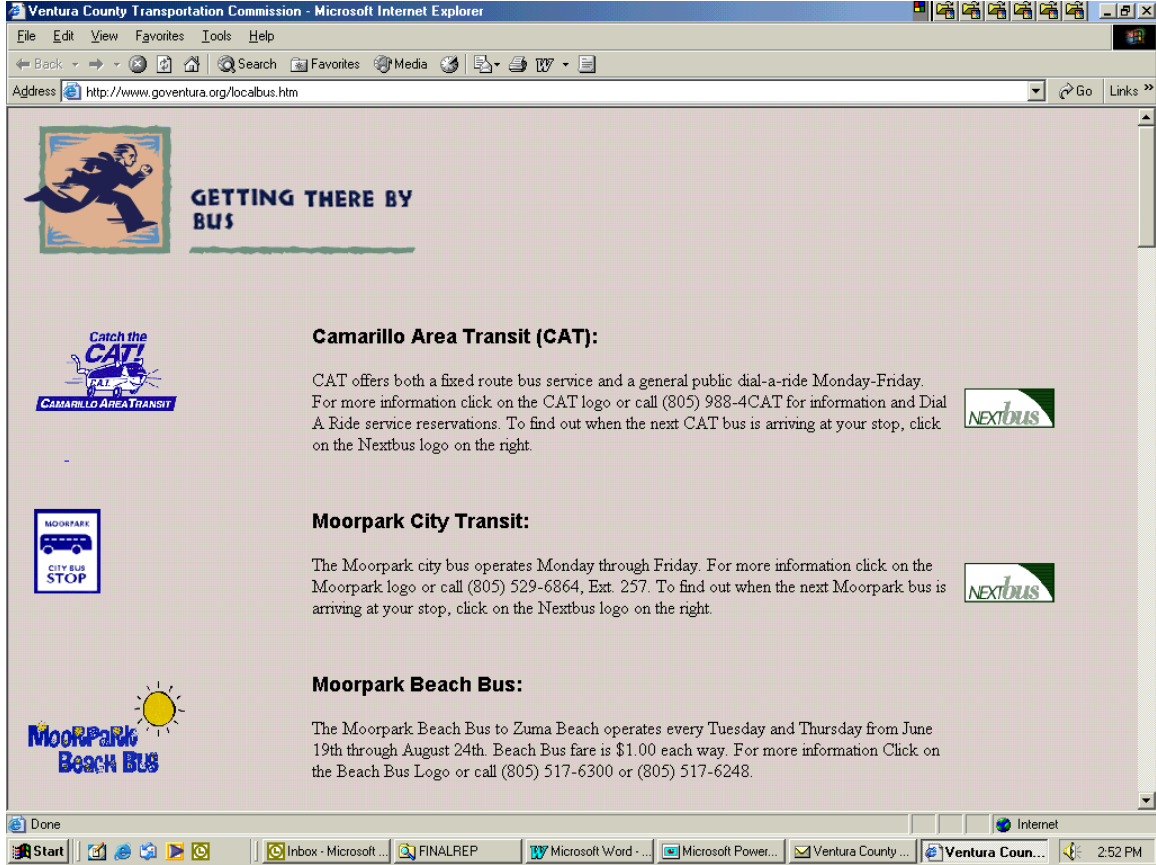 Ventura County Transportation Commission - Microsoft Internet Explorer
File Edit View Favorites Tools Help
Back Search Favorites Media
Address http://www.goventura.org/localbus.htm Go Links »
GETTING THERE BY
BUS
Catch the
CAT!
C.A.T.
CAMARILLO AREA TRANSIT
Camarillo Area Transit (CAT):
CAT offers both a fixed route bus service and a general public dial-a-ride Monday-Friday.
For more information click on the CAT logo or call (805) 988-4CAT for information and Dial
A Ride service reservations. To find out when the next CAT bus is arriving at your stop, click
on the Nextbus logo on the right.
NEXTbus
MOORPARK
CITY BUS
STOP
Moorpark City Transit:
The Moorpark city bus operates Monday through Friday. For more information click on the
Moorpark logo or call (805) 529-6864, Ext. 257. To find out when the next Moorpark bus is
arriving at your stop, click on the Nextbus logo on the right.
NEXTbus
MOORPARK
BEACH BUS
Moorpark Beach Bus:
The Moorpark Beach Bus to Zuma Beach operates every Tuesday and Thursday from June
19th through August 24th. Beach Bus fare is $1.00 each way. For more information Click on
the Beach Bus Logo or call (805) 517-6300 or (805) 517-6248.
Done Internet
Start Inbox - Microsoft ... FINALREP Microsoft Word - ... Microsoft Power... Ventura County ... Ventura Coun... 2:52 PM